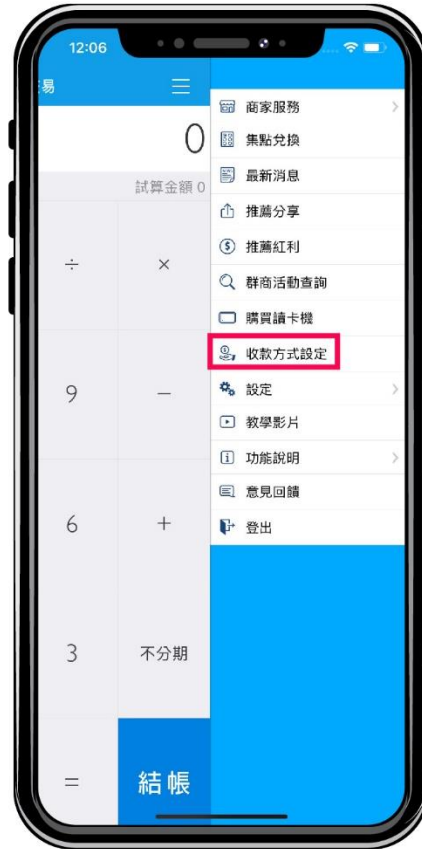 12:06
易
0
試算金額 0
÷ ×
9 −
6 +
3 不分期
= 結帳
商家服務
集點兌換
最新消息
推薦分享
推薦紅利
群商活動查詢
購買讀卡機
收款方式設定
設定
教學影片
功能說明
意見回饋
登出